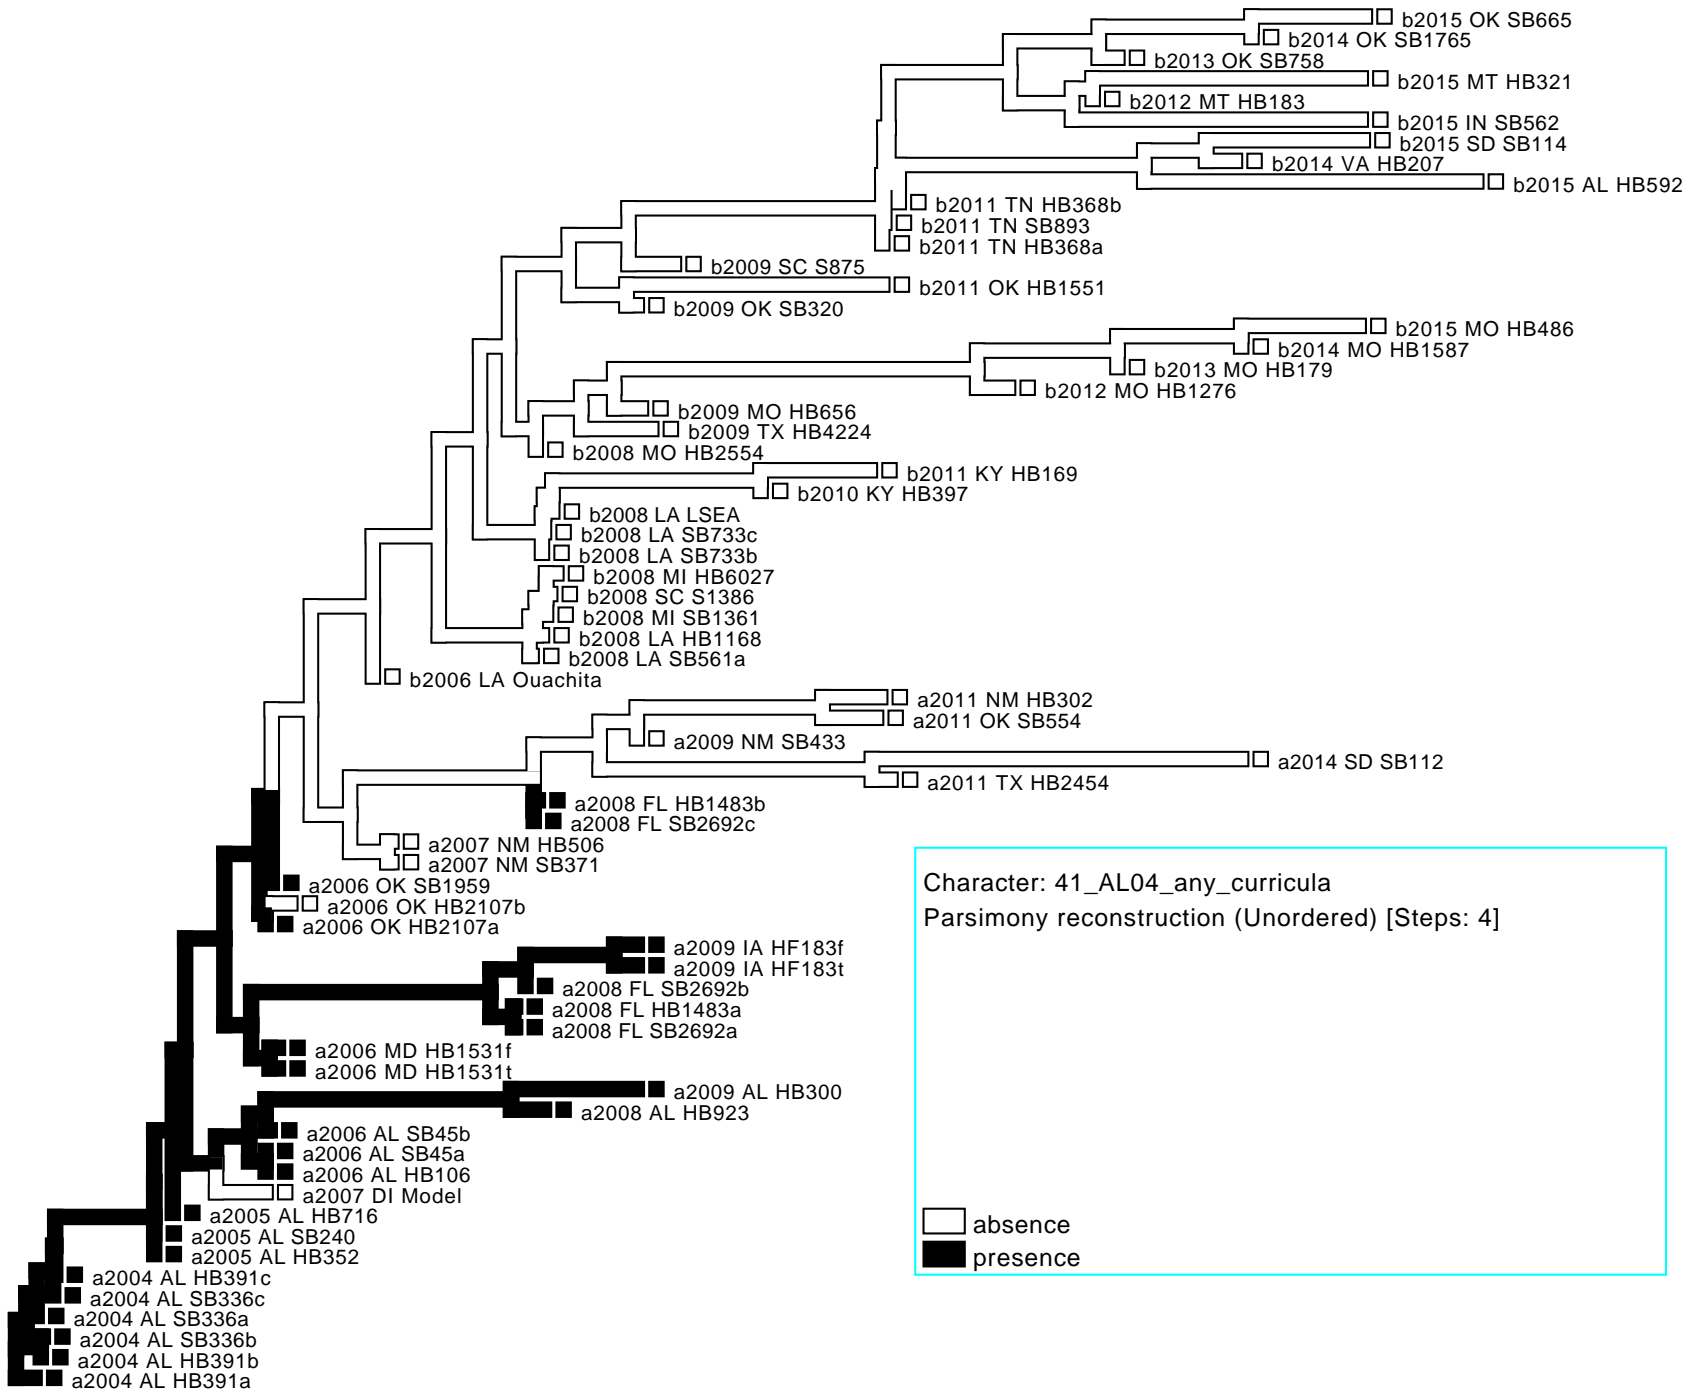 b2015 OK SB665
b2014 OK SB1765
b2013 OK SB758
b2015 MT HB321
b2012 MT HB183
b2015 IN SB562
b2015 SD SB114
b2014 VA HB207
b2015 AL HB592
b2011 TN HB368b
b2011 TN SB893
b2011 TN HB368a
b2009 SC S875
b2011 OK HB1551
b2009 OK SB320
b2015 MO HB486
b2014 MO HB1587
b2013 MO HB179
b2012 MO HB1276
b2009 MO HB656
b2009 TX HB4224
b2008 MO HB2554
b2011 KY HB169
b2010 KY HB397
b2008 LA LSEA
b2008 LA SB733c
b2008 LA SB733b
b2008 MI HB6027
b2008 SC S1386
b2008 MI SB1361
b2008 LA HB1168
b2008 LA SB561a
b2006 LA Ouachita
a2011 NM HB302
a2011 OK SB554
a2009 NM SB433
a2014 SD SB112
a2011 TX HB2454
a2008 FL HB1483b
a2008 FL SB2692c
a2007 NM HB506
a2007 NM SB371
a2006 OK SB1959
a2006 OK HB2107b
a2006 OK HB2107a
a2009 IA HF183f
a2009 IA HF183t
a2008 FL SB2692b
a2008 FL HB1483a
a2008 FL SB2692a
a2006 MD HB1531f
a2006 MD HB1531t
a2009 AL HB300
a2008 AL HB923
a2006 AL SB45b
a2006 AL SB45a
a2006 AL HB106
a2007 DI Model
a2005 AL HB716
a2005 AL SB240
a2005 AL HB352
a2004 AL HB391c
a2004 AL SB336c
a2004 AL SB336a
a2004 AL SB336b
a2004 AL HB391b
a2004 AL HB391a
Character: 41_AL04_any_curricula
Parsimony reconstruction (Unordered) [Steps: 4]
absence
presence